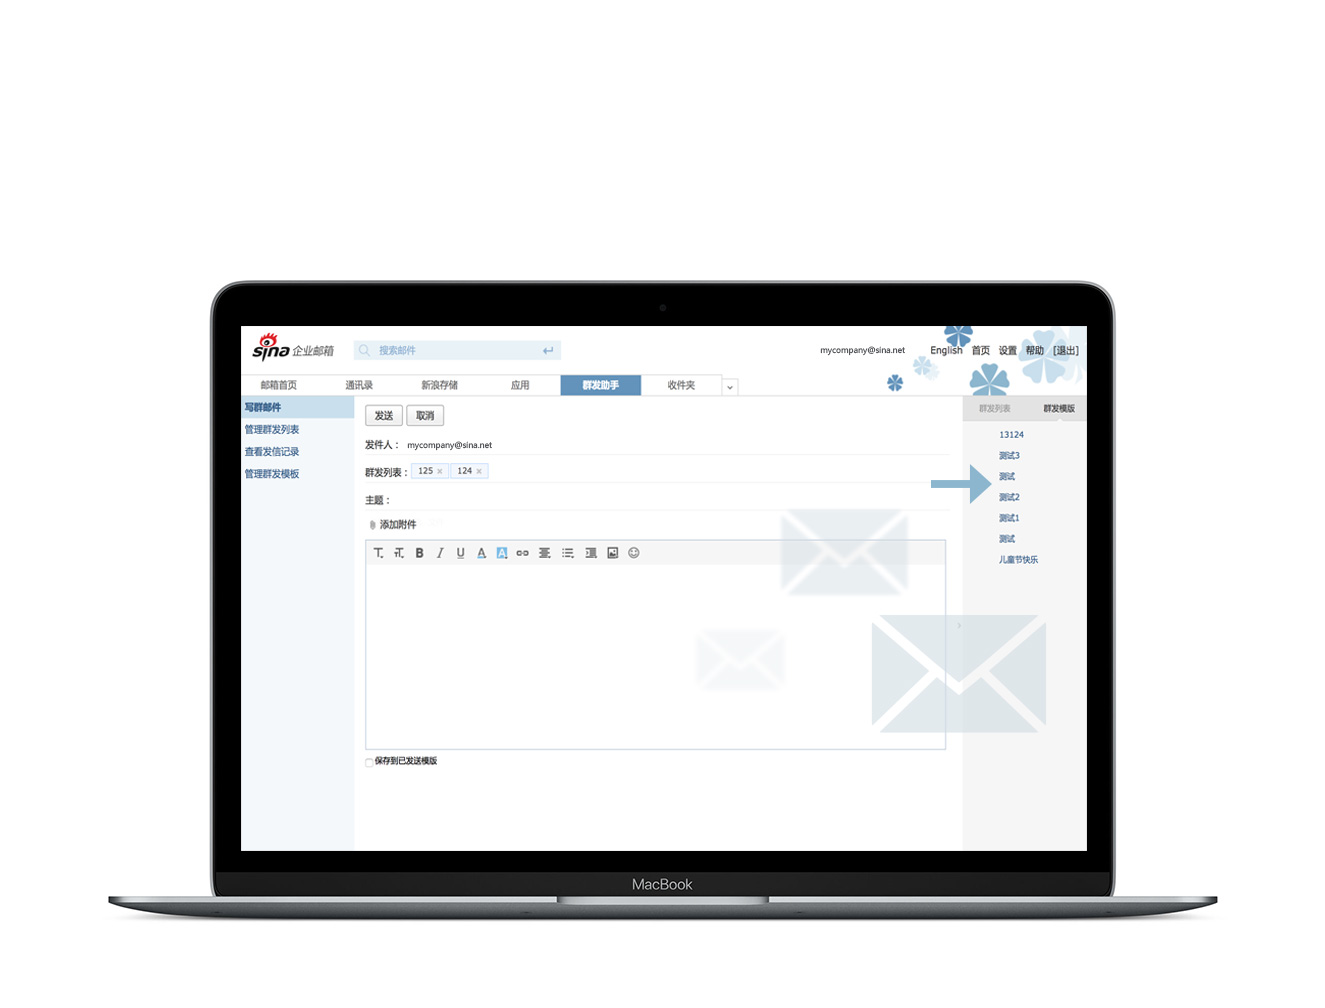 sina 企业邮箱
搜索邮件
mycompany@sina.net
English 首页 设置 帮助 [退出]
邮箱首页 通讯录 新浪存储 应用 群发助手 收件夹
写群邮件
管理群发列表
查看发信记录
管理群发模板
发送 取消
发件人： mycompany@sina.net
群发列表： 125 × 124 ×
主题：
添加附件
T T B I U A A
保存到已发送模版
群发列表 群发模版
13124
测试3
测试
测试2
测试1
测试
儿童节快乐
MacBook